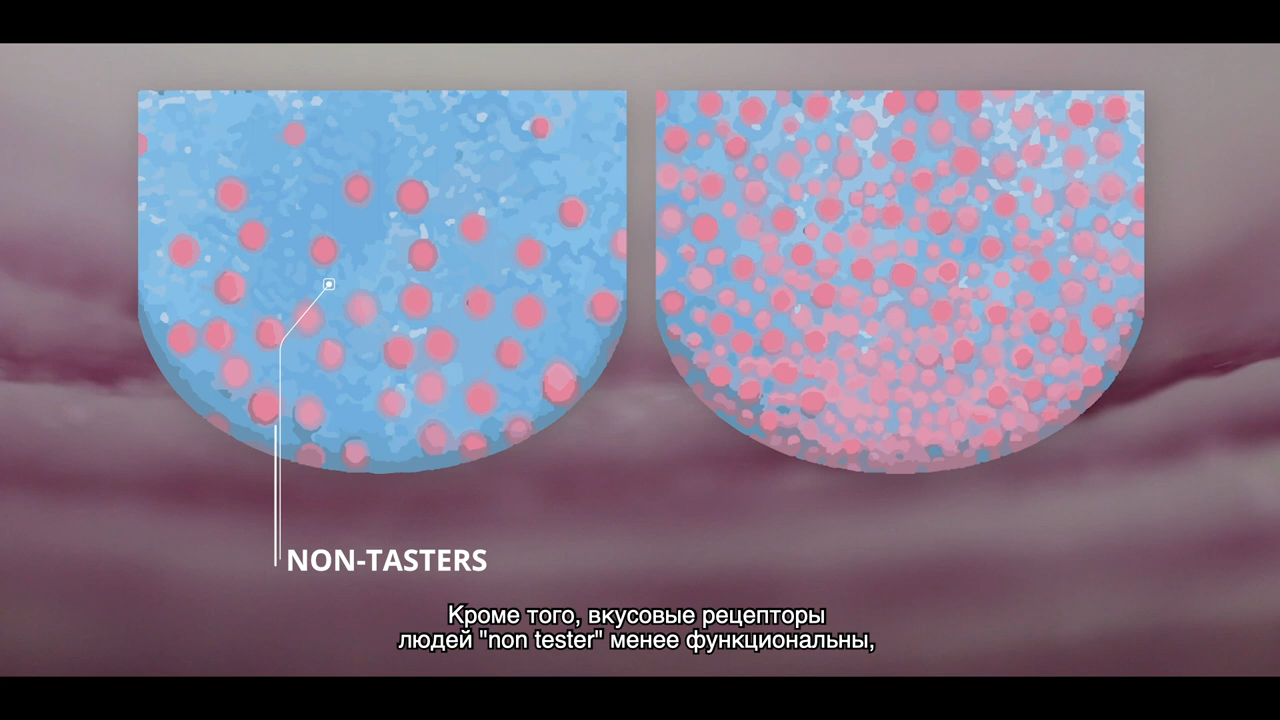 NON-TASTERS
Кроме того, вкусовые рецепторы
людей "non tester" менее функциональны,